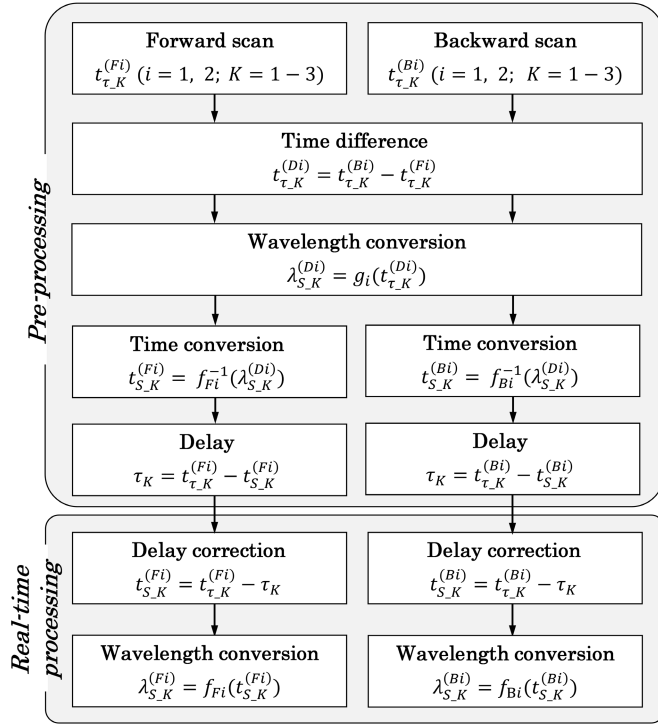 Pre-processing
Forward scan
t_{τ_K}^{(Fi)} (i = 1, 2; K = 1 − 3)
Backward scan
t_{τ_K}^{(Bi)} (i = 1, 2; K = 1 − 3)
Time difference
t_{τ_K}^{(Di)} = t_{τ_K}^{(Bi)} − t_{τ_K}^{(Fi)}
Wavelength conversion
λ_{S_K}^{(Di)} = g_i(t_{τ_K}^{(Di)})
Time conversion
t_{S_K}^{(Fi)} = f_{Fi}^{-1}(λ_{S_K}^{(Di)})
Time conversion
t_{S_K}^{(Bi)} = f_{Bi}^{-1}(λ_{S_K}^{(Di)})
Delay
τ_K = t_{τ_K}^{(Fi)} − t_{S_K}^{(Fi)}
Delay
τ_K = t_{τ_K}^{(Bi)} − t_{S_K}^{(Bi)}
Real-time
processing
Delay correction
t_{S_K}^{(Fi)} = t_{τ_K}^{(Fi)} − τ_K
Delay correction
t_{S_K}^{(Bi)} = t_{τ_K}^{(Bi)} − τ_K
Wavelength conversion
λ_{S_K}^{(Fi)} = f_{Fi}(t_{S_K}^{(Fi)})
Wavelength conversion
λ_{S_K}^{(Bi)} = f_{Bi}(t_{S_K}^{(Bi)})